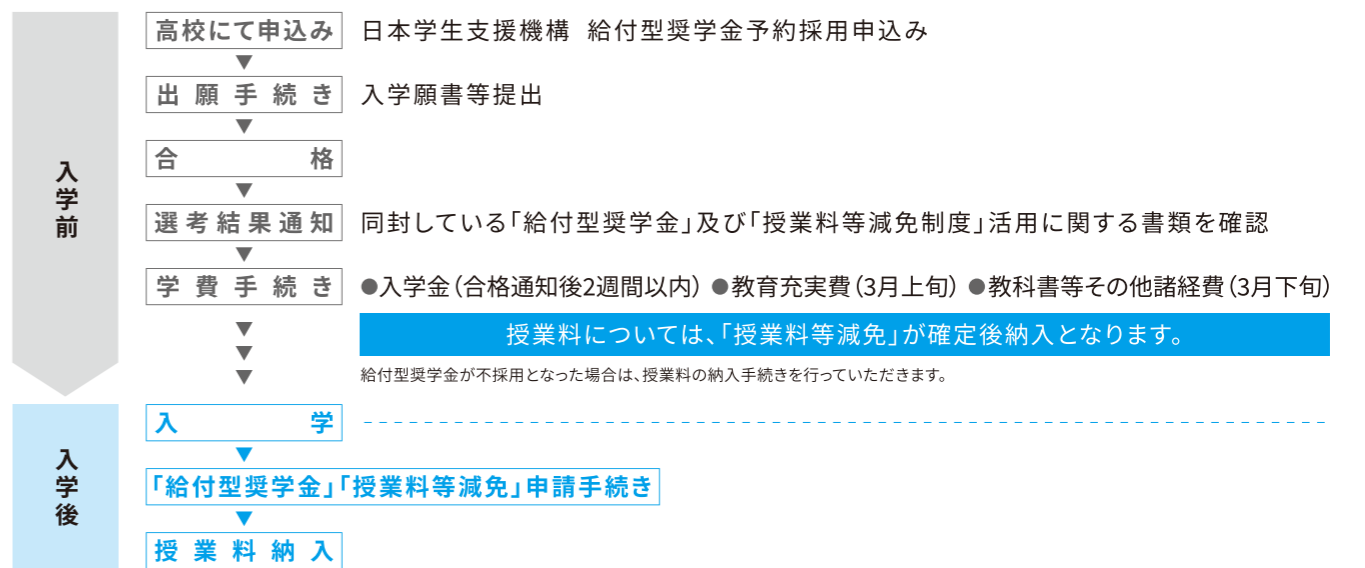 高校にて申込み 日本学生支援機構 給付型奨学金予約採用申込み
▼
出願手続き 入学願書等提出
▼
合格
▼
入学前
選考結果通知 同封している「給付型奨学金」及び「授業料等減免制度」活用に関する書類を確認
▼
学費手続き ●入学金(合格通知後2週間以内) ●教育充実費(3月上旬) ●教科書等その他諸経費(3月下旬)
▼
授業料については、「授業料等減免」が確定後納入となります。
▼
▼
給付型奨学金が不採用となった場合は、授業料の納入手続きを行っていただきます。
入学
▼
入学後
「給付型奨学金」「授業料等減免」申請手続き
▼
授業料納入